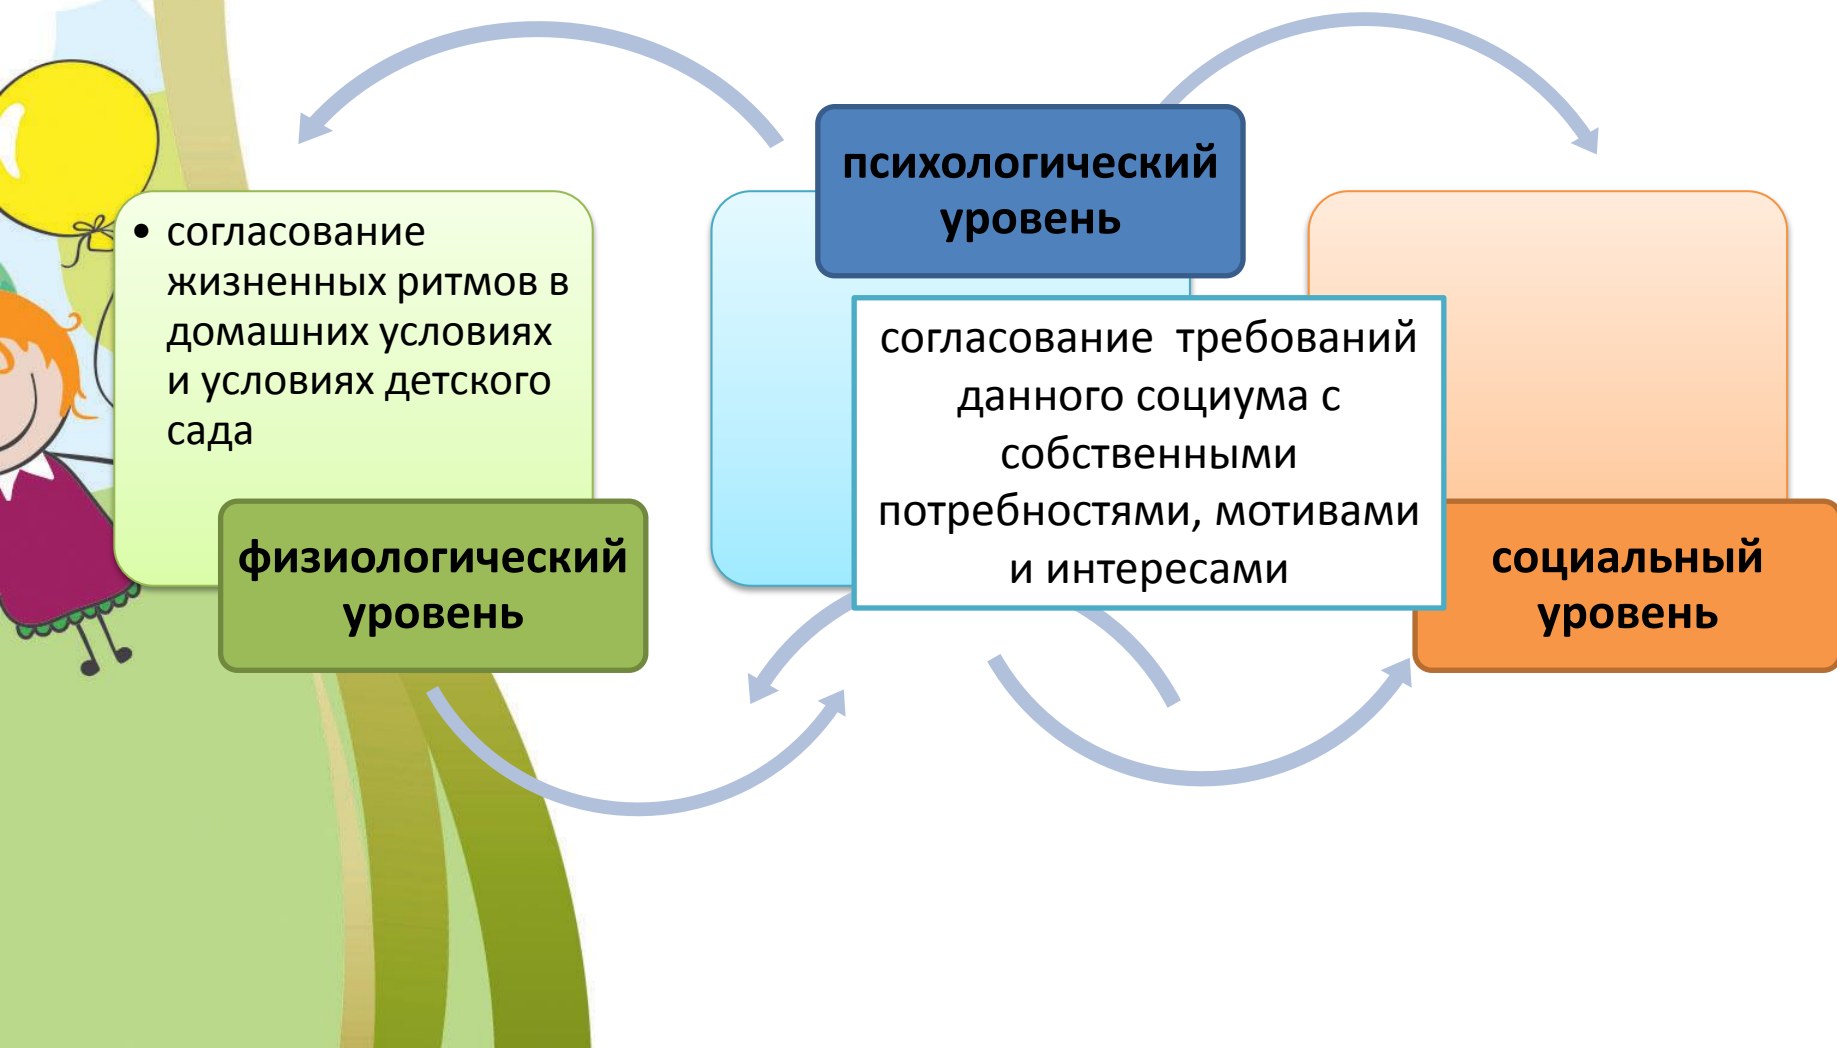 • согласование
жизненных ритмов в
домашних условиях
и условиях детского
сада
физиологический
уровень
психологический
уровень
согласование  требований
данного социума с
собственными
потребностями, мотивами
и интересами
социальный
уровень